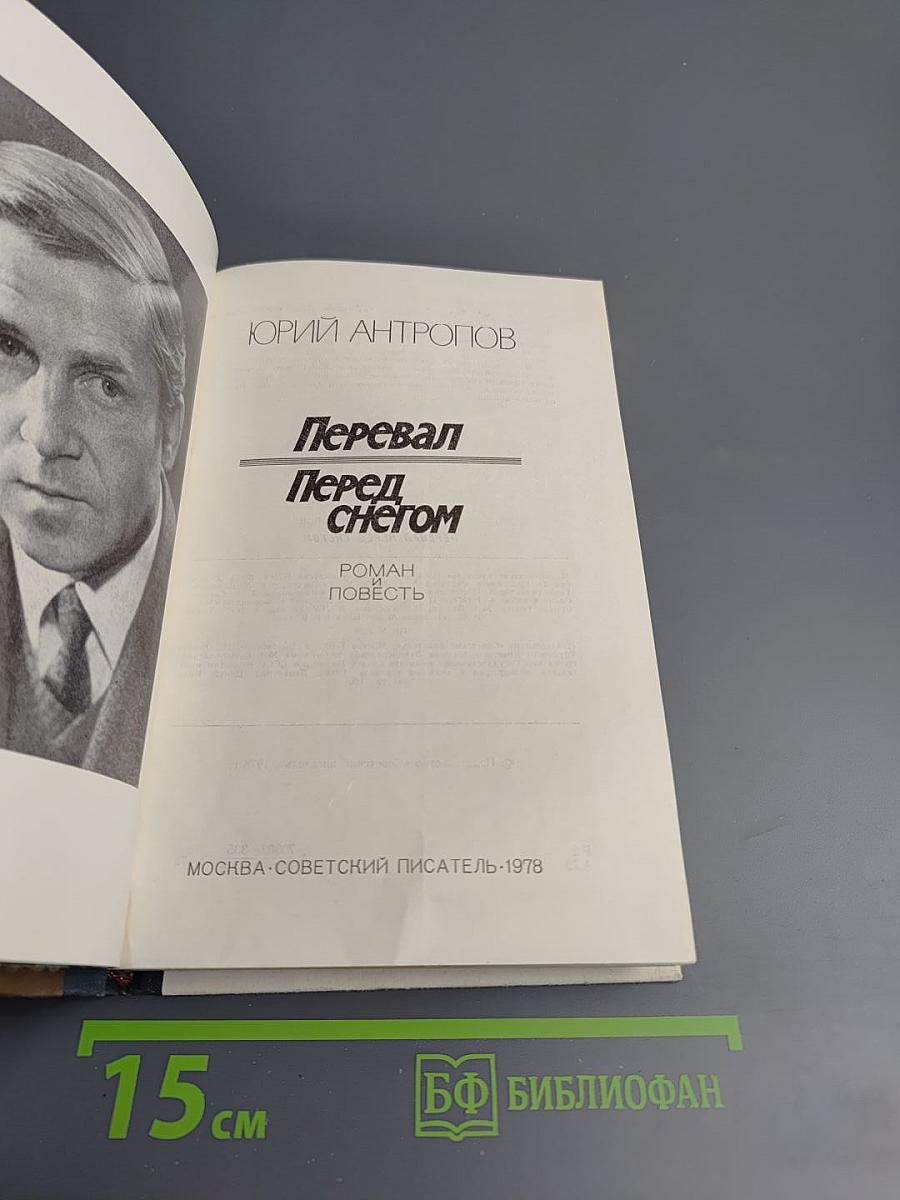 ЮРИЙ АНТРОПОВ
Перевал
Перед
снегом
РОМАН
И
ПОВЕСТЬ
МОСКВА·СОВЕТСКИЙ ПИСАТЕЛЬ·1978
15 см
БФ БИБЛИОФАН